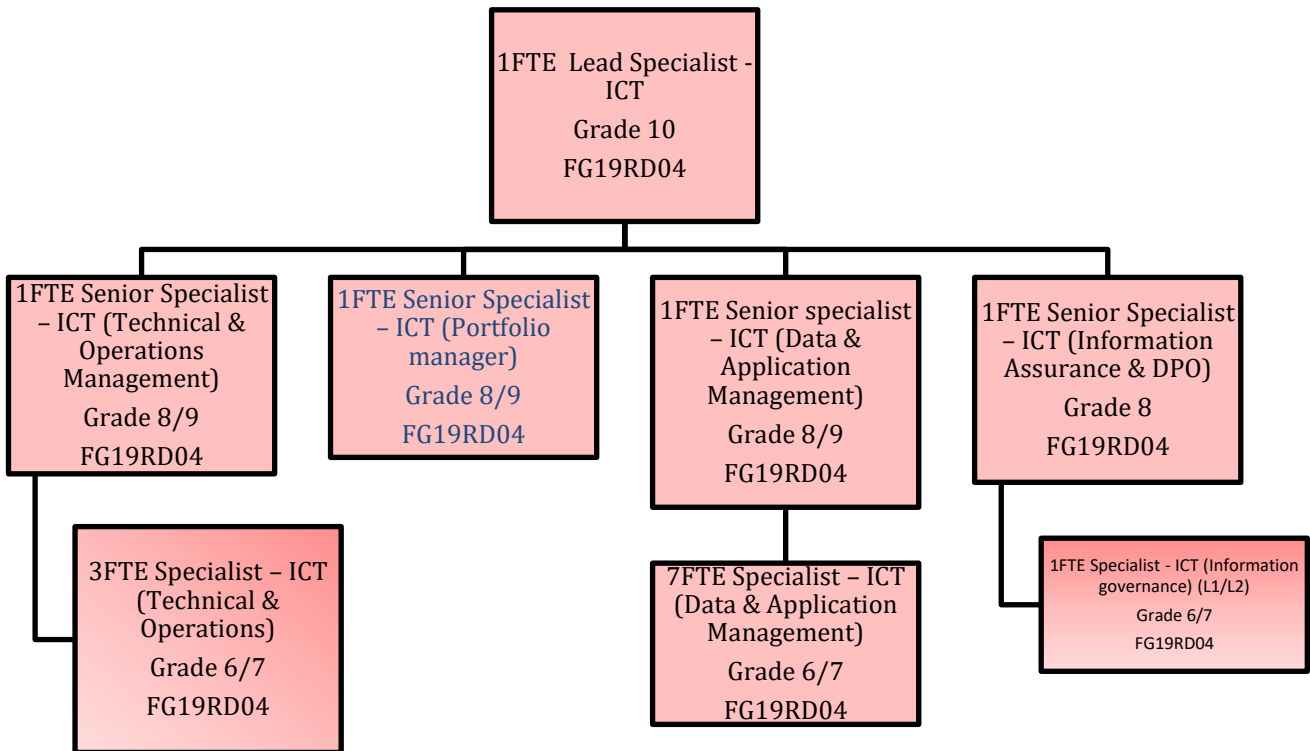 1FTE  Lead Specialist -
ICT
Grade 10
FG19RD04
1FTE Senior Specialist
– ICT (Technical &
Operations
Management)
Grade 8/9
FG19RD04
1FTE Senior Specialist
– ICT (Portfolio
manager)
Grade 8/9
FG19RD04
1FTE Senior specialist
– ICT (Data &
Application
Management)
Grade 8/9
FG19RD04
1FTE Senior Specialist
– ICT (Information
Assurance & DPO)
Grade 8
FG19RD04
3FTE Specialist – ICT
(Technical &
Operations)
Grade 6/7
FG19RD04
7FTE Specialist – ICT
(Data & Application
Management)
Grade 6/7
FG19RD04
1FTE Specialist - ICT (Information
governance) (L1/L2)
Grade 6/7
FG19RD04